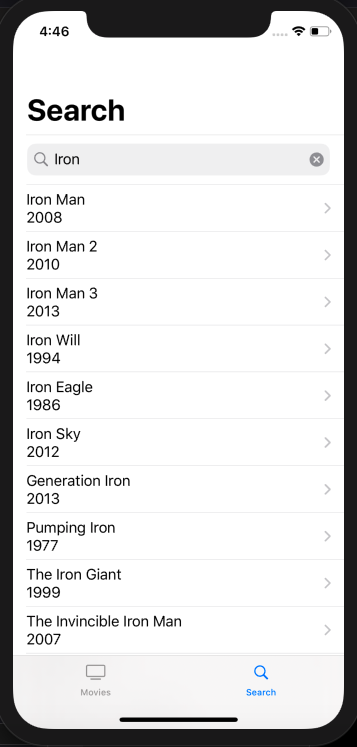 4:46
Search
Iron
Iron Man
2008
Iron Man 2
2010
Iron Man 3
2013
Iron Will
1994
Iron Eagle
1986
Iron Sky
2012
Generation Iron
2013
Pumping Iron
1977
The Iron Giant
1999
The Invincible Iron Man
2007
Movies
Search